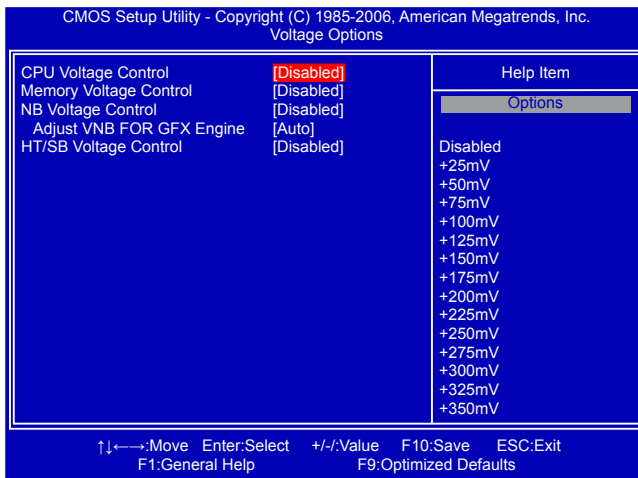 CMOS Setup Utility - Copyright (C) 1985-2006, American Megatrends, Inc.
Voltage Options
CPU Voltage Control [Disabled]
Memory Voltage Control [Disabled]
NB Voltage Control [Disabled]
Adjust VNB FOR GFX Engine [Auto]
HT/SB Voltage Control [Disabled]
Help Item
Options
Disabled
+25mV
+50mV
+75mV
+100mV
+125mV
+150mV
+175mV
+200mV
+225mV
+250mV
+275mV
+300mV
+325mV
+350mV
↑↓←→:Move Enter:Select +/-/:Value F10:Save ESC:Exit
F1:General Help F9:Optimized Defaults